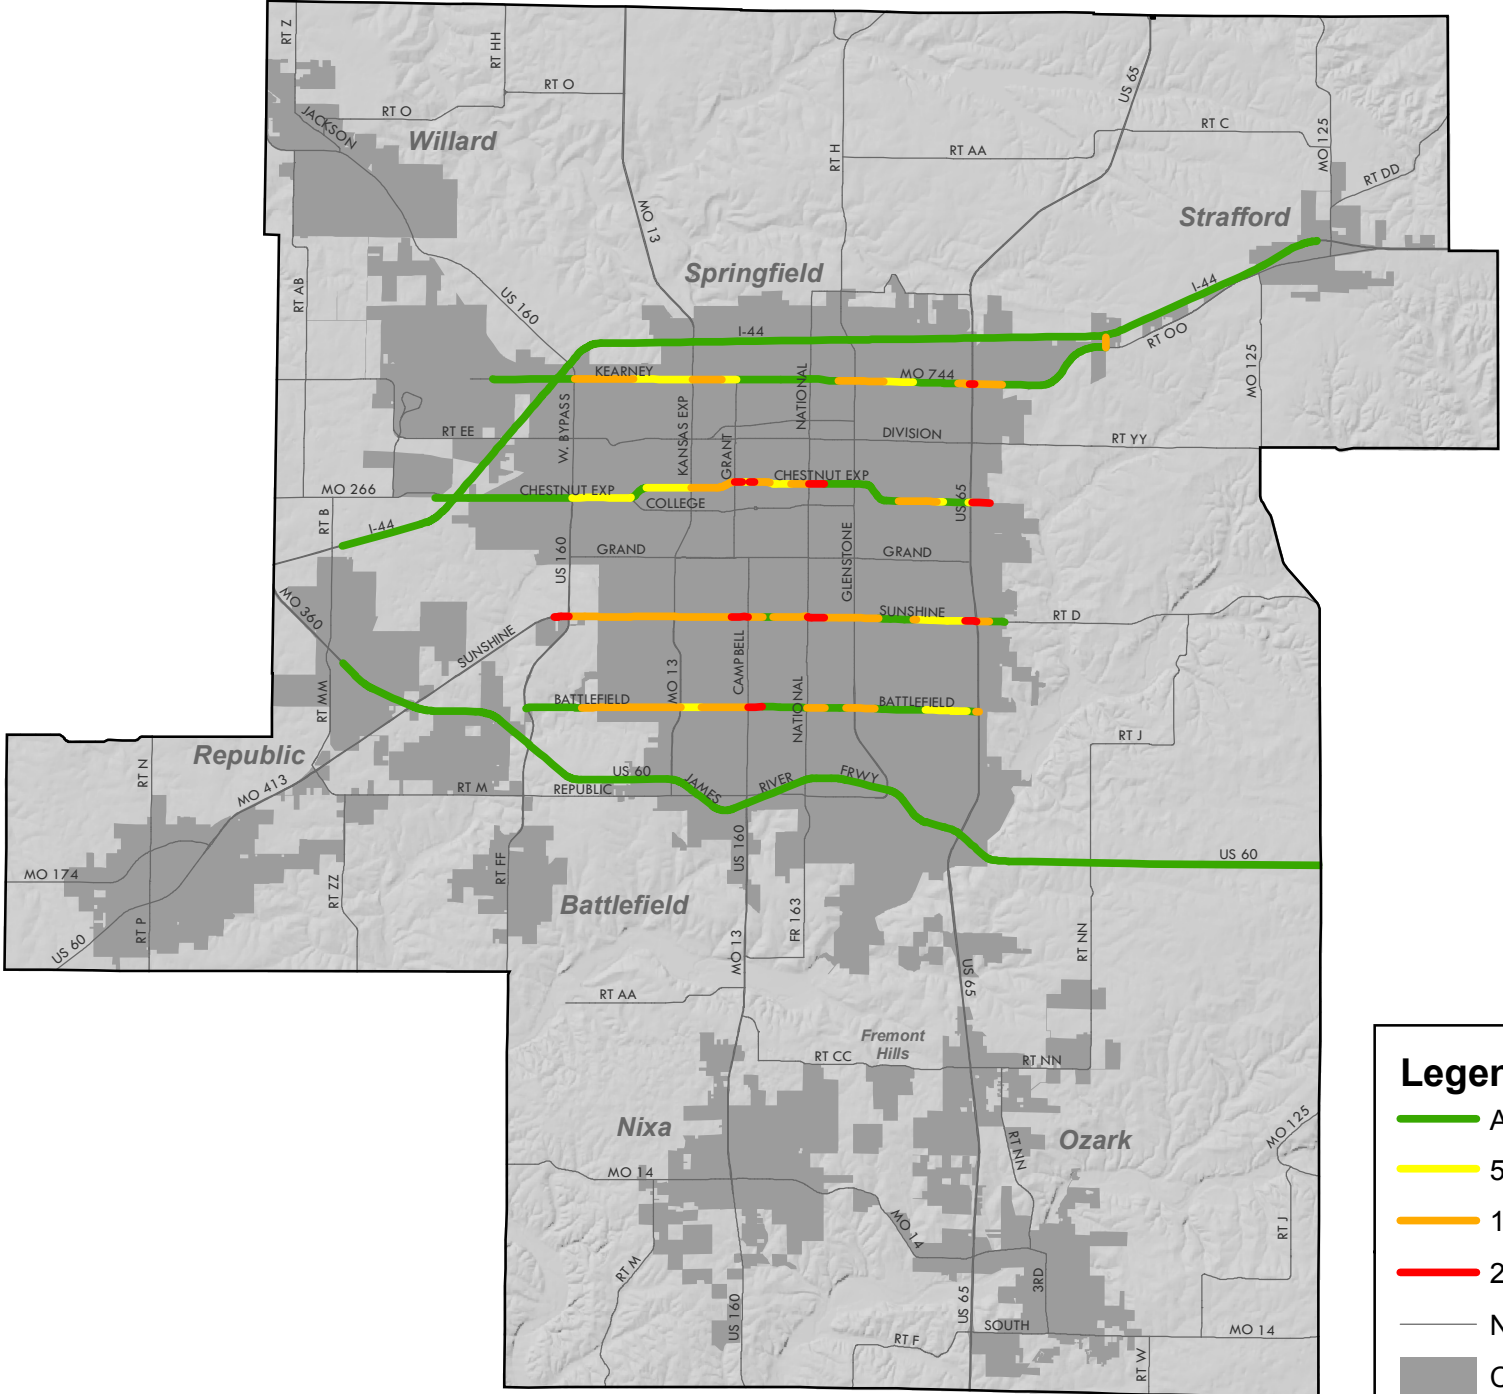 RT Z
RT HH
RT O
RT O
JACKSON
Willard
US 65
RT C
RT H
RT AA
MO 125
RT DD
MO 13
Strafford
Springfield
RT AB
US 160
I-44
I-44
RT OO
MO 125
KEARNEY
MO 744
W. BYPASS
KANSAS EXP
GRANT
NATIONAL
RT EE
DIVISION
RT YY
MO 266
CHESTNUT EXP
CHESTNUT EXP
COLLEGE
US 65
RT B
I-44
GRAND
GRAND
US 160
GLENSTONE
MO 360
SUNSHINE
SUNSHINE
RT D
RT MM
MO 13
CAMPBELL
NATIONAL
BATTLEFIELD
BATTLEFIELD
RT J
Republic
RT N
MO 413
RT M
US 60
REPUBLIC
JAMES
RIVER
FRWY
US 160
US 60
MO 174
RT ZZ
RT FF
Battlefield
RT P
US 60
FR 163
RT NN
MO 13
US 65
RT AA
Fremont
Hills
RT CC
RT NN
Nixa
RT NN
Ozark
MO 125
MO 14
MO 14
RT J
RT M
3RD
US 160
US 65
SOUTH
RT F
MO 14
RT W
Legen
A
5
1
2
N
C